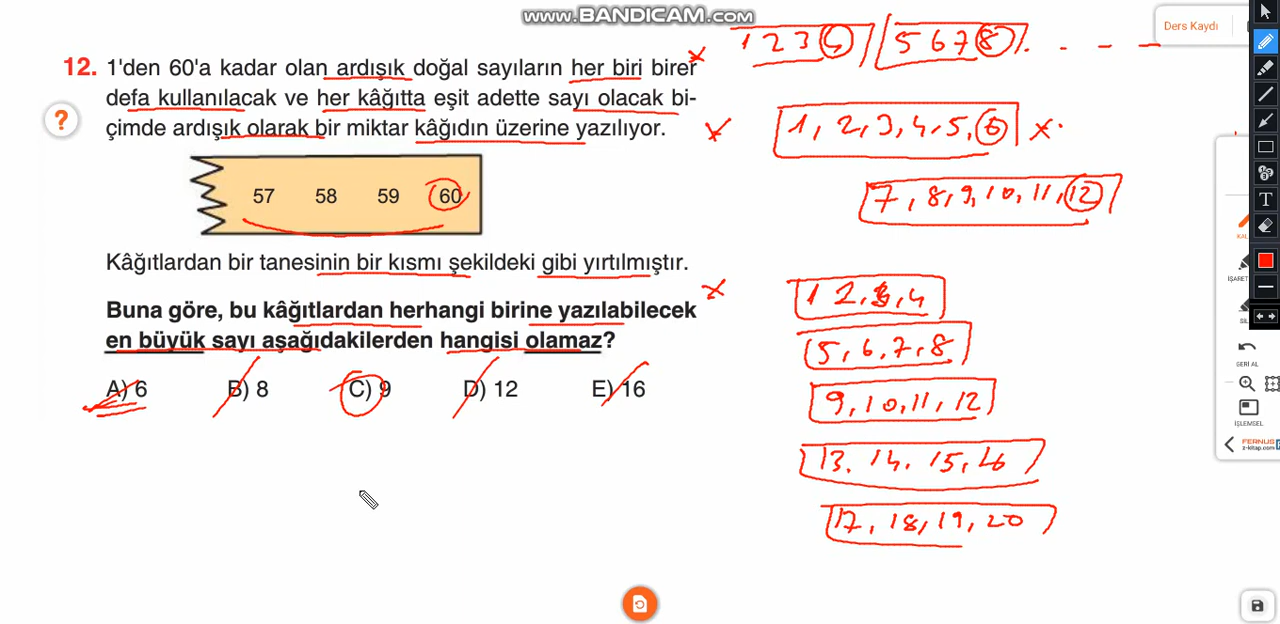 www.BANDICAM.com
Ders Kaydı
12. 1'den 60'a kadar olan ardışık doğal sayıların her biri birer
defa kullanılacak ve her kâğıtta eşit adette sayı olacak bi-
çimde ardışık olarak bir miktar kâğıdın üzerine yazılıyor.
?
57 58 59 60
Kâğıtlardan bir tanesinin bir kısmı şekildeki gibi yırtılmıştır.
Buna göre, bu kâğıtlardan herhangi birine yazılabilecek
en büyük sayı aşağıdakilerden hangisi olamaz?
A) 6 B) 8 C) 9 D) 12 E) 16
1 2 3 4 5 6 7 8
1, 2, 3, 4, 5, 6
7, 8, 9, 10, 11, 12
1 2, 3, 4
5, 6, 7, 8
9, 10, 11, 12
13. 14. 15, 16
17, 18, 19, 20
T
GERİ AL
İŞLEMSEL
FERNUS
z-kitap.com